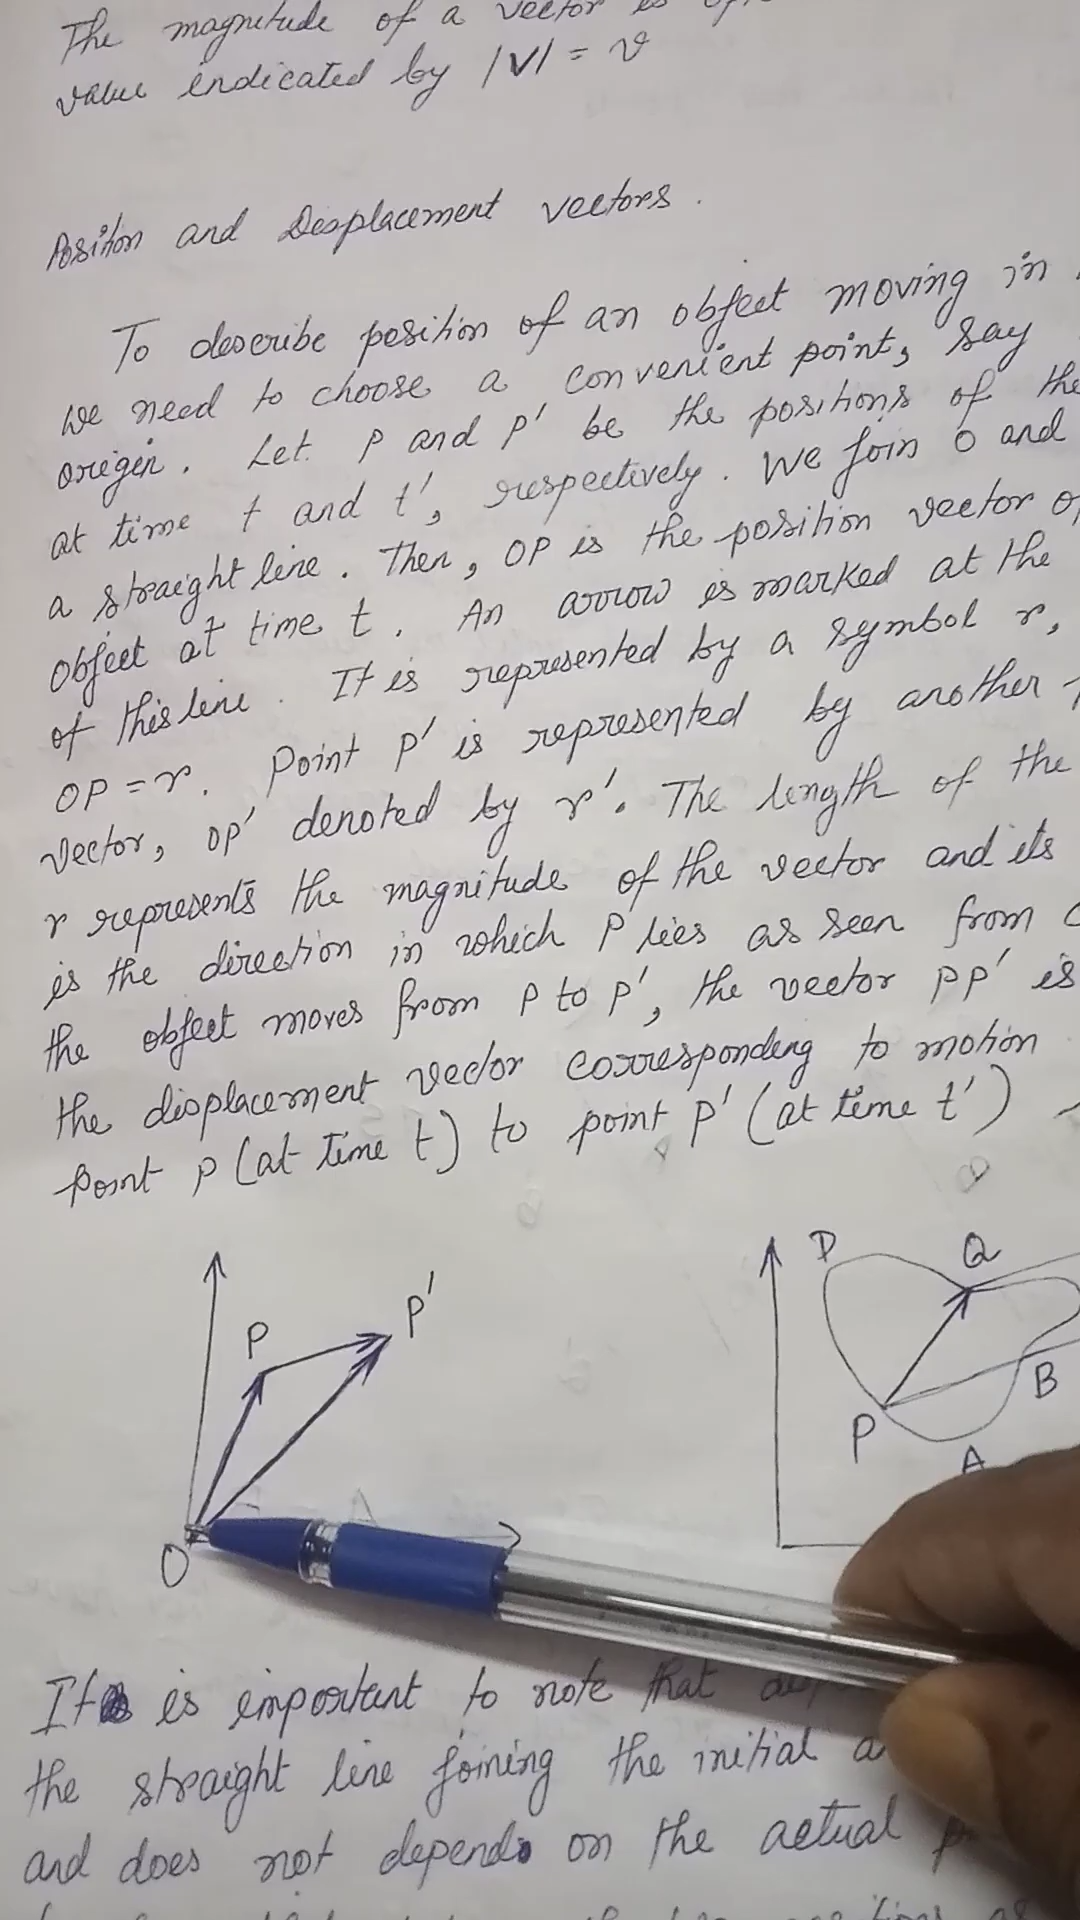 The magnitude of a vector is
value indicated by |V| = v
Position and Displacement vectors.
To describe position of an object moving in
we need to choose a convenient point, say
origin. Let P and P' be the positions of the
at time t and t', respectively. We join O and
a straight line. Then, OP is the position vector of
object at time t. An arrow is marked at the
of this line. It is represented by a symbol r,
OP = r. Point P' is represented by another
vector, OP' denoted by r'. The length of the
r represents the magnitude of the vector and its
is the direction in which P lies as seen from
the object moves from P to P', the vector PP' is
the displacement vector corresponding to motion
point P (at time t) to point P' (at time t')
P P' O
D Q P B A
It is important to note that
the straight line joining the initial
and does not depend on the actual